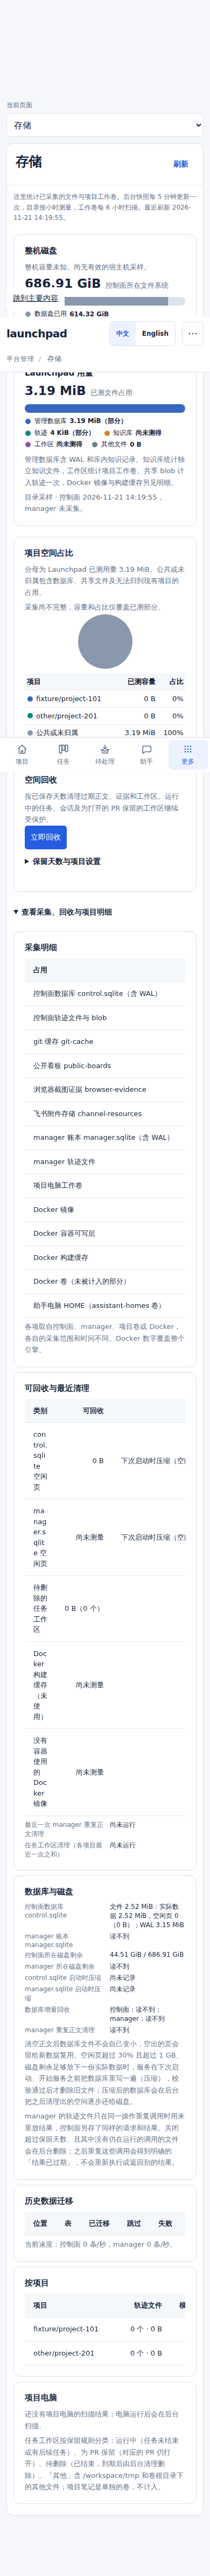 当前页面
存储
存储
刷新
这里统计已采集的文件与项目工作卷。后台快照每 5 分钟更新一
次，目录按小时测量，工作卷每 6 小时扫描。最近刷新 2026-
11-21 14:19:55。
整机磁盘
整机容量未知。尚无有效的宿主机采样。
686.91 GiB 控制面所在文件系统
跳到主要内容
数据盘已用 614.32 GiB
launchpad
中文
English
···
平台管理 / 存储
Launchpad 用量
3.19 MiB 已测文件占用
管理数据库 3.19 MiB（部分）
轨迹 4 KiB（部分）
知识库 尚未测得
工作区 尚未测得
其他文件 0 B
管理数据库含 WAL 和库内知识记录。知识库统计独
立知识文件，工作区统计项目工作卷。共享 blob 计
入轨迹一次，Docker 镜像与构建缓存另见明细。
目录采样 · 控制面 2026-11-21 14:19:55，
manager 未采集。
项目空间占比
分母为 Launchpad 已测用量 3.19 MiB。公共或未
归属包含数据库、共享文件及无法归到现有项目的
占用。
采集尚不完整，容量和占比仅覆盖已测部分。
项目 已测容量 占比
fixture/project-101 0 B 0%
other/project-201 0 B 0%
公共或未归属 3.19 MiB 100%
项目
任务
待处理
助手
更多
空间回收
按已保存天数清理过期正文、证据和工作区。运行
中的任务、会话及为打开的 PR 保留的工作区继续
受保护。
立即回收
保留天数与项目设置
查看采集、回收与项目明细
采集明细
占用
控制面数据库 control.sqlite（含 WAL）
控制面轨迹文件与 blob
git 缓存 git-cache
公开看板 public-boards
浏览器截图证据 browser-evidence
飞书附件存储 channel-resources
manager 账本 manager.sqlite（含 WAL）
manager 轨迹文件
项目电脑工作卷
Docker 镜像
Docker 容器可写层
Docker 构建缓存
Docker 卷（未被计入的部分）
助手电脑 HOME（assistant-homes 卷）
各项取自控制面、manager、项目卷或 Docker，
各自的采集范围和时间不同。Docker 数字覆盖整个
引擎。
可回收与最近清理
类别 可回收
con
trol.
sqli
te
空闲
页
0 B
下次启动时压缩（空
ma
nag
er.s
qlit
e 空
闲页
尚未测量
下次启动时压缩（空
待删
除的
任务
工作
区
0 B（0 个）
Doc
ker
构建
缓存
（未
使
用）
尚未测量
没有
容器
使用
的
Doc
ker
镜像
尚未测量
最近一次 manager 重复正
文清理
尚未运行
任务工作区清理（各项目最
近一次之和）
尚未运行
数据库与磁盘
控制面数据库
control.sqlite
文件 2.52 MiB；实际数
据 2.52 MiB，空闲页 0
（0 B）；WAL 3.15 MiB
manager 账本
manager.sqlite
读不到
控制面所在磁盘剩余 44.51 GiB / 686.91 GiB
manager 所在磁盘剩余 读不到
control.sqlite 启动时压缩 尚未记录
manager.sqlite 启动时压
缩
尚未记录
数据库增量回收
控制面：读不到；
manager：读不到
manager 重复正文清理 读不到
清空正文后数据库文件不会自己变小，空出的页会
留给新数据复用。空闲页超过 30% 且超过 1 GB、
磁盘剩余足够放下一份实际数据时，服务在下次启
动、开始服务之前把数据库重写一遍（压缩），校
验通过后才删除旧文件；压缩后的数据库会在后台
把之后清理出的空间逐步还给磁盘。
manager 的轨迹文件只在同一操作重复调用时用来
重放结果，控制面另存了同样的请求和结果。关闭
超过保留天数、且其中没有仍在运行的调用的文件
会在后台删除；之后重复这些调用会得到明确的
「结果已过期」，不会重新执行或返回别的结果。
历史数据迁移
位置 表 已迁移 跳过 失败
当前速度：控制面 0 条/秒，manager 0 条/秒。
按项目
项目 轨迹文件
fixture/project-101 0 个 · 0 B
other/project-201 0 个 · 0 B
项目电脑
还没有项目电脑的扫描结果：电脑运行后会在后台
扫描。
任务工作区按保留规则分类：运行中（任务未结束
或有后续任务）、为 PR 保留（对应的 PR 仍打
开）、待删除（已结束，到期后由后台清理删
除）、「其他」含 /workspace/tmp 和卷根目录下
的其他文件；项目笔记是单独的卷，不计入。